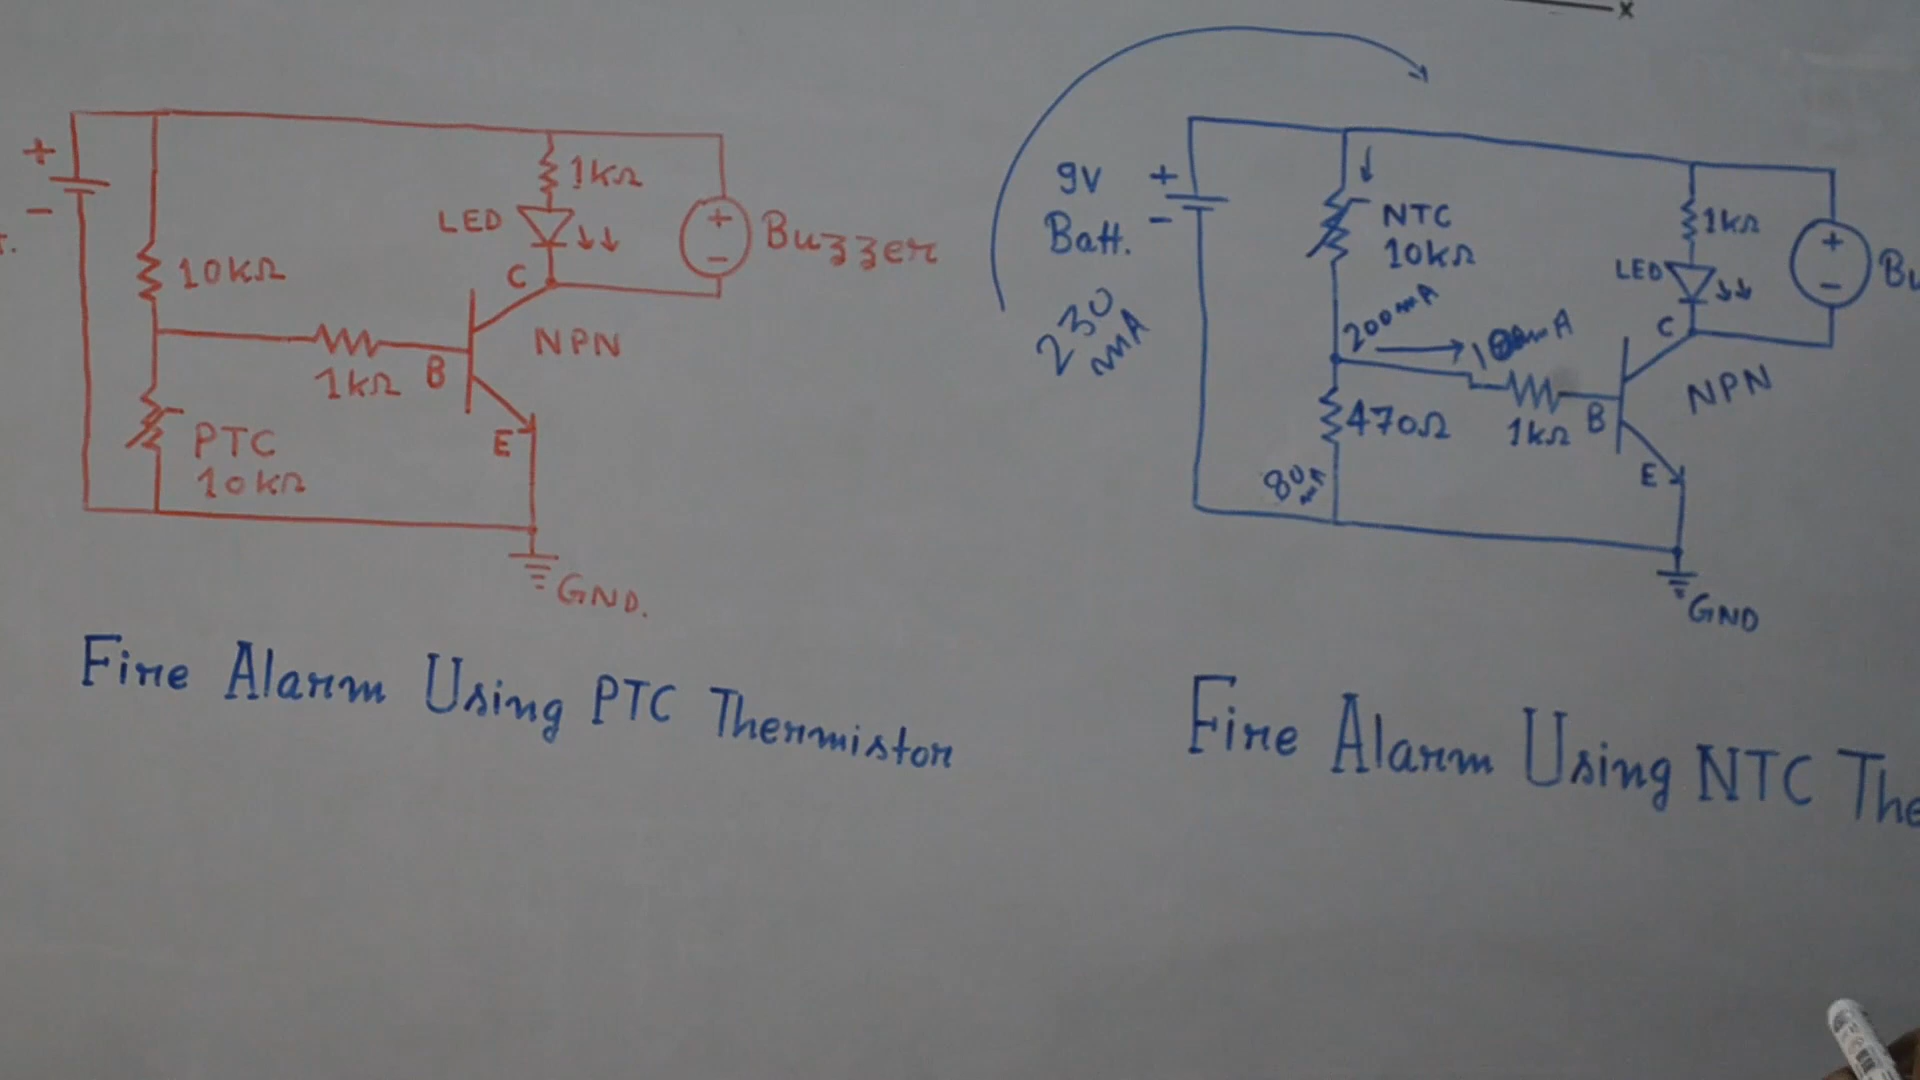 x
+
-
1kΩ
LED
+
-
Buzzer
10kΩ
C
NPN
1kΩ
B
E
PTC
10kΩ
GND.
Fire Alarm Using PTC Thermistor
9V
Batt.
+
-
230
mA
NTC
10kΩ
200mA
1kΩ
LED
+
-
C
NPN
470Ω
1kΩ
B
E
80
mA
GND
Fire Alarm Using NTC The